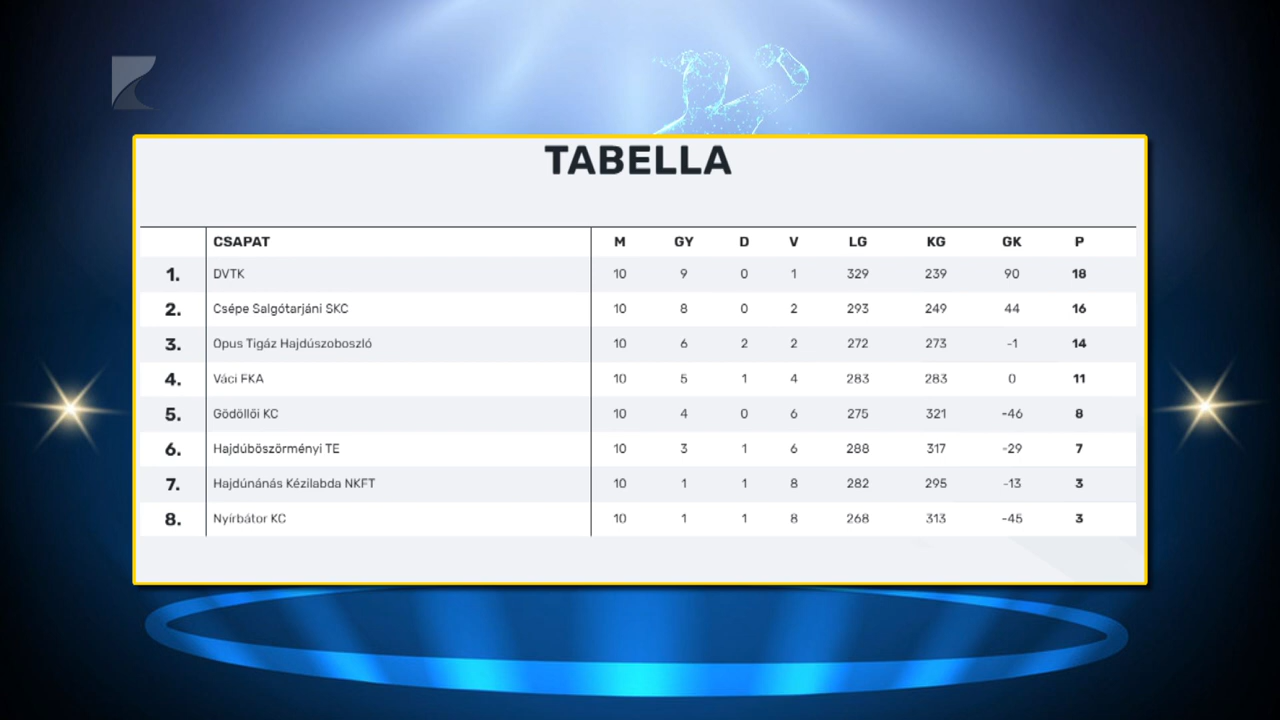 TABELLA
CSAPAT M GY D V LG KG GK P
1. DVTK 10 9 0 1 329 239 90 18
2. Csépe Salgótarjáni SKC 10 8 0 2 293 249 44 16
3. Opus Tigáz Hajdúszoboszló 10 6 2 2 272 273 -1 14
4. Váci FKA 10 5 1 4 283 283 0 11
5. Gödöllői KC 10 4 0 6 275 321 -46 8
6. Hajdúböszörményi TE 10 3 1 6 288 317 -29 7
7. Hajdúnánás Kézilabda NKFT 10 1 1 8 282 295 -13 3
8. Nyírbátor KC 10 1 1 8 268 313 -45 3